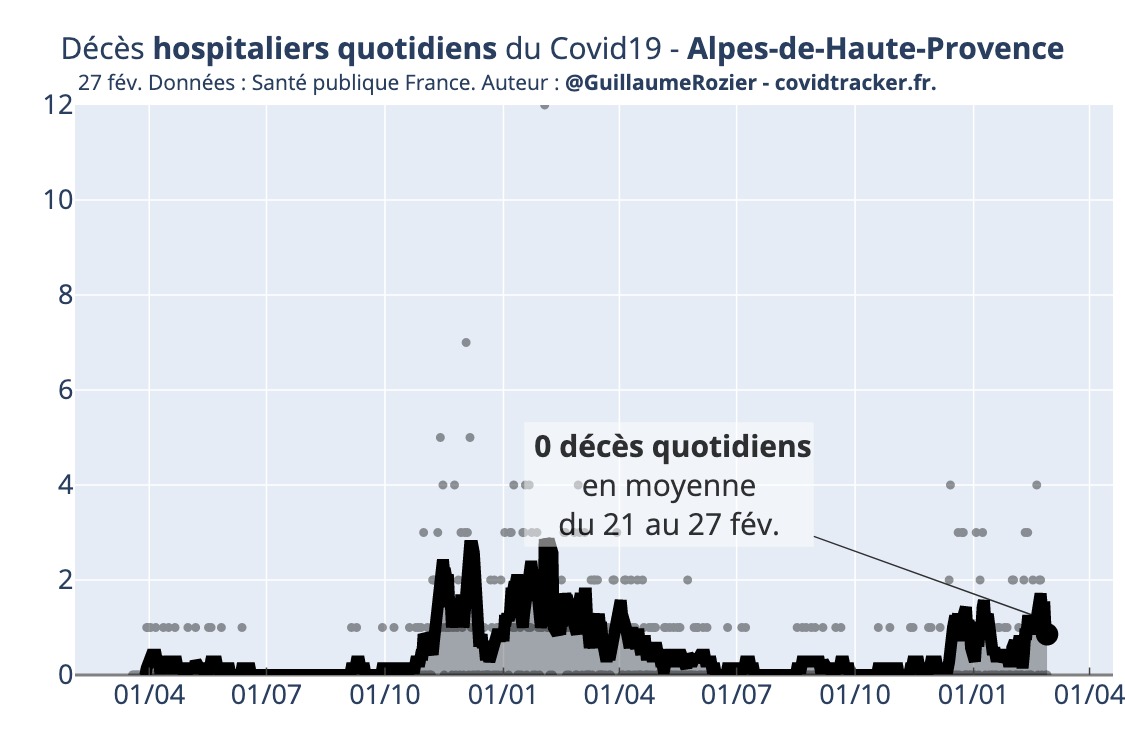 Décès hospitaliers quotidiens du Covid19 - Alpes-de-Haute-Provence
27 fév. Données : Santé publique France. Auteur : @GuillaumeRozier - covidtracker.fr.
12
10
8
6
4
2
0
0 décès quotidiens
en moyenne
du 21 au 27 fév.
01/04 01/07 01/10 01/01 01/04 01/07 01/10 01/01 01/04